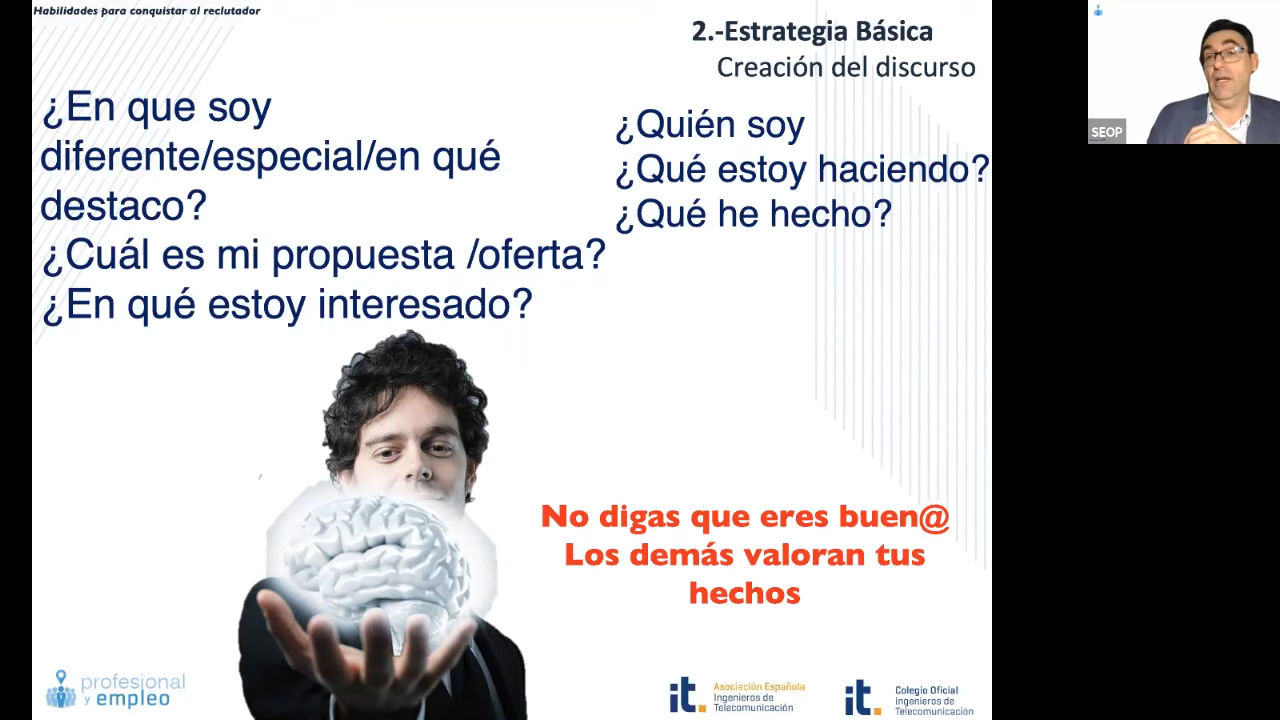 Habilidades para conquistar al reclutador
2.-Estrategia Básica
Creación del discurso
¿En que soy
diferente/especial/en qué
destaco?
¿Cuál es mi propuesta /oferta?
¿En qué estoy interesado?
¿Quién soy
¿Qué estoy haciendo?
¿Qué he hecho?
SEOP
No digas que eres buen@
Los demás valoran tus
hechos
profesional
y empleo
it.
Asociación Española
Ingenieros de
Telecomunicación
it.
Colegio Oficial
Ingenieros de
Telecomunicación